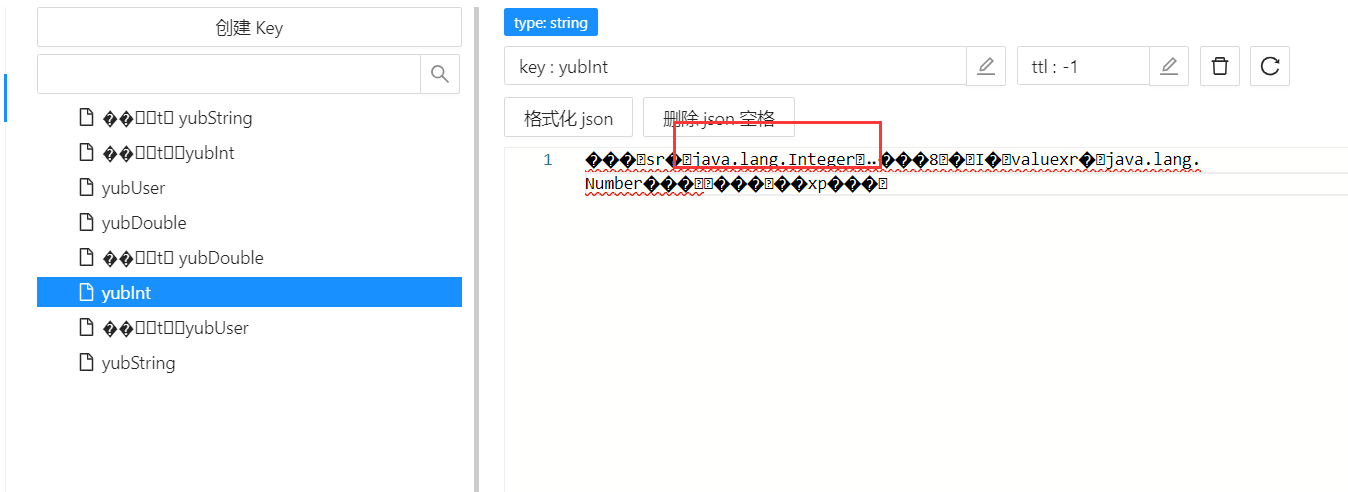 创建 Key
��□□t□ yubString
��□□t□□yubInt
yubUser
yubDouble
��□□t□ yubDouble
yubInt
��□□t□□yubUser
yubString
type: string
key : yubInt
ttl : -1
格式化 json
删除 json 空格
1
���□sr�□java.lang.Integer□..���8□�□I�□valuexr�□java.lang.
Number���□□���□��xp���□